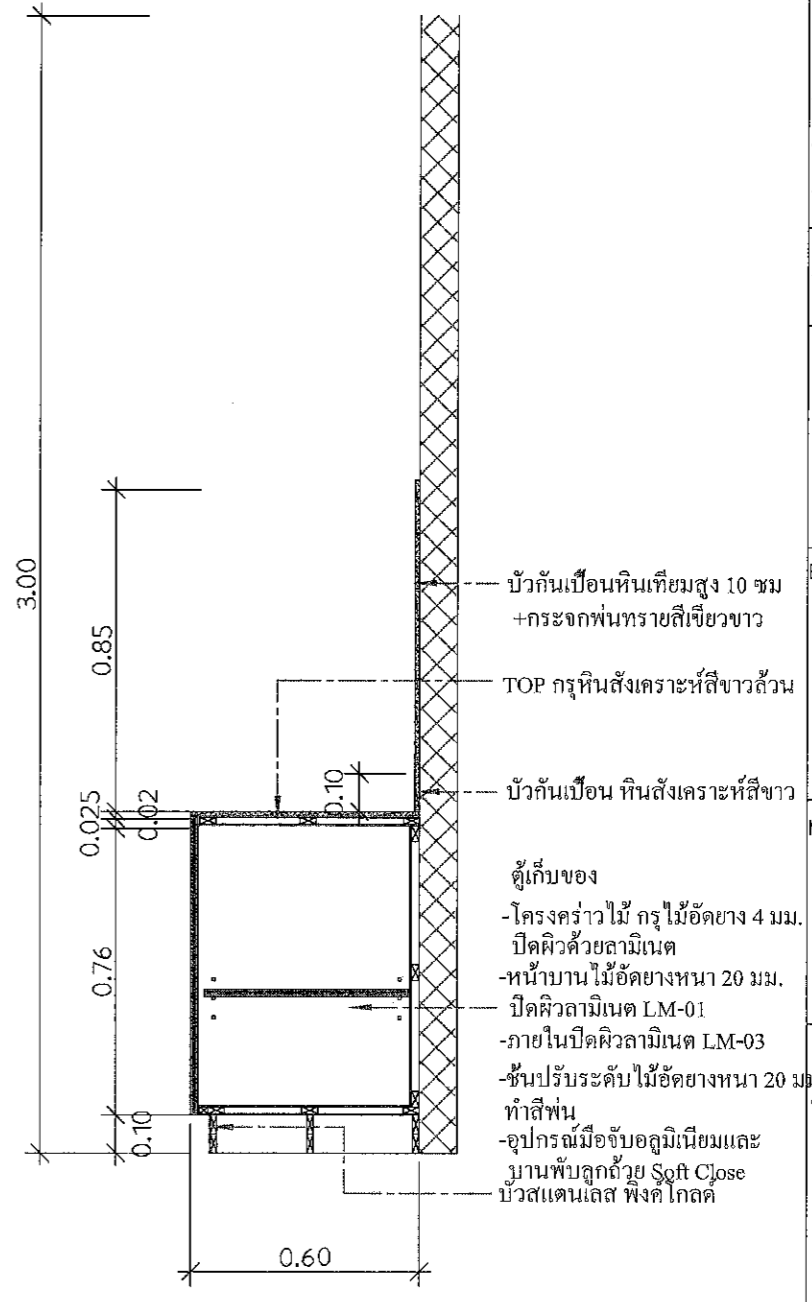 3.00
0.85
บัวกันเปื้อนหินเทียมสูง 10 ซม
+กระจกพ่นทรายสีเขียวขาว
TOP กรุหินสังเคราะห์สีขาวล้วน
0.10
บัวกันเปื้อน หินสังเคราะห์สีขาว
0.02
0.025
ตู้เก็บของ
-โครงคร่าวไม้ กรุไม้อัดยาง 4 มม.
ปิดผิวด้วยลามิเนต
0.76
-หน้าบานไม้อัดยางหนา 20 มม.
ปิดผิวลามิเนต LM-01
-ภายในปิดผิวลามิเนต LM-03
-ชั้นปรับระดับไม้อัดยางหนา 20 มม
ทำสีพ่น
0.10
-อุปกรณ์มือจับอลูมิเนียมและ
บานพับลูกถ้วย Soft Close
บัวสแตนเลส พิงค์โกลด์
0.60